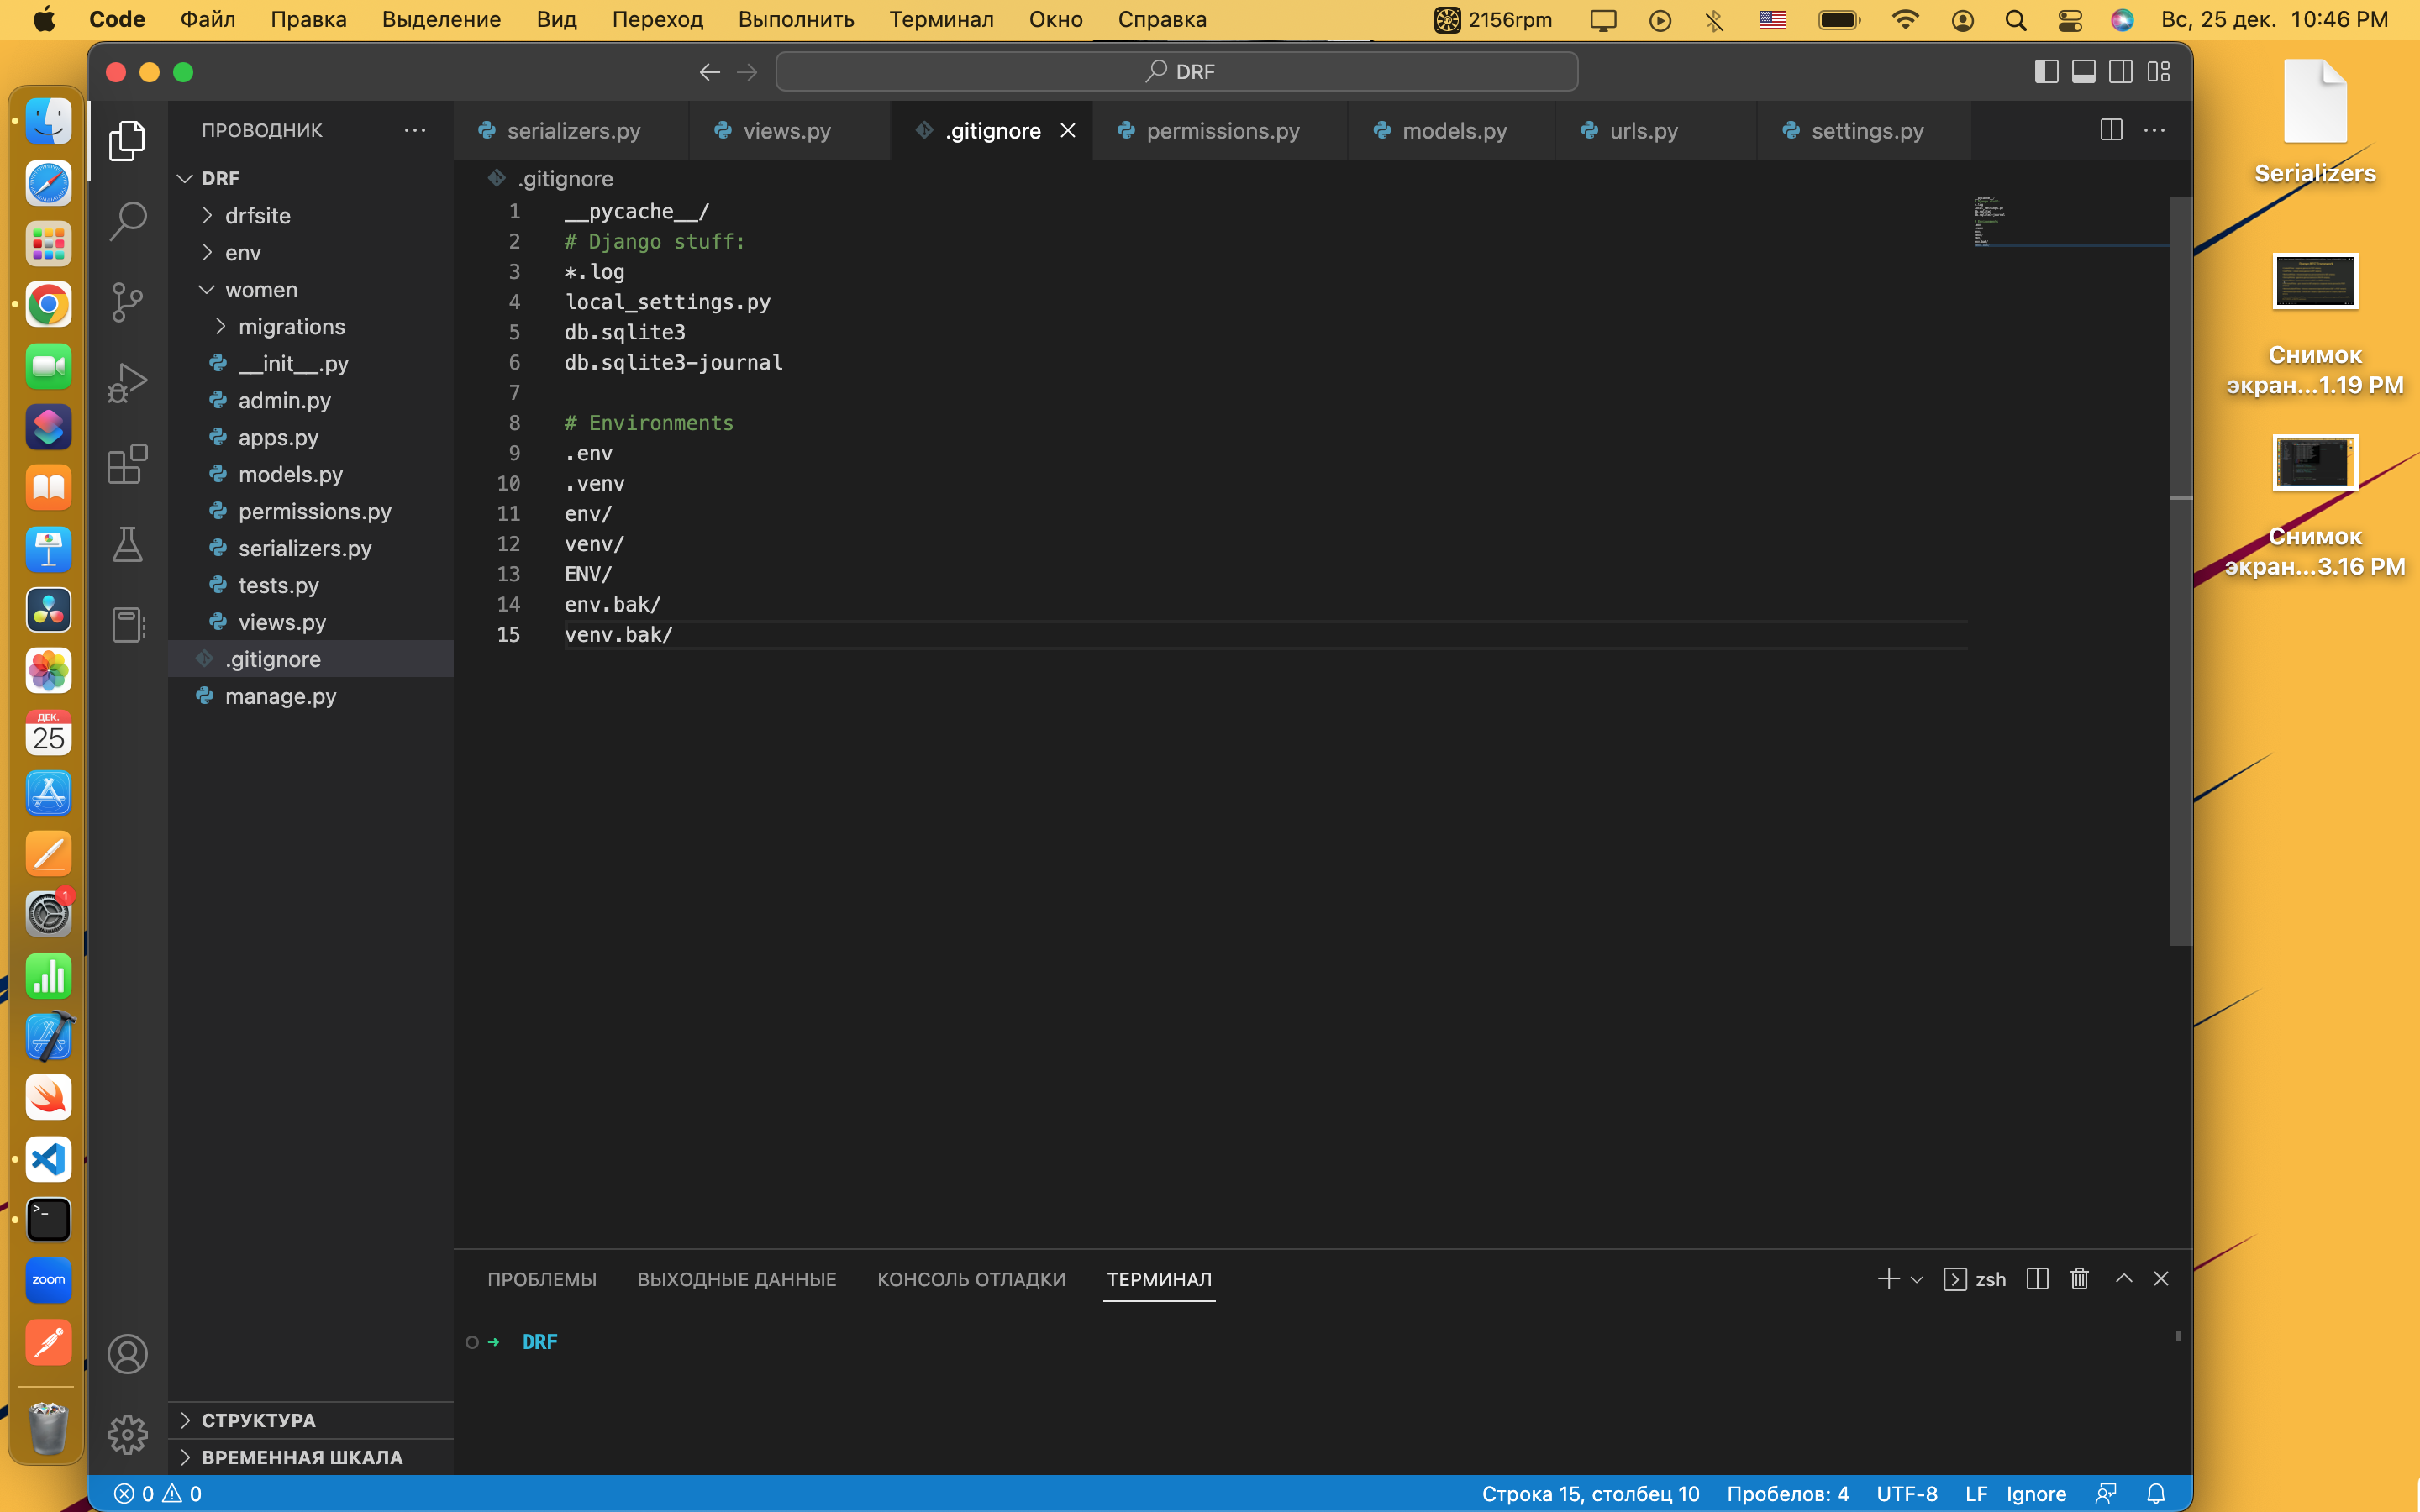 Code Файл Правка Выделение Вид Переход Выполнить Терминал Окно Справка 2156rpm Вс, 25 дек. 10:46 PM
DRF
ПРОВОДНИК
serializers.py views.py .gitignore permissions.py models.py urls.py settings.py
DRF
drfsite
env
women
migrations
__init__.py
admin.py
apps.py
models.py
permissions.py
serializers.py
tests.py
views.py
.gitignore
manage.py
СТРУКТУРА
ВРЕМЕННАЯ ШКАЛА
.gitignore
1 __pycache__/
2 # Django stuff:
3 *.log
4 local_settings.py
5 db.sqlite3
6 db.sqlite3-journal
7
8 # Environments
9 .env
10 .venv
11 env/
12 venv/
13 ENV/
14 env.bak/
15 venv.bak/
ПРОБЛЕМЫ ВЫХОДНЫЕ ДАННЫЕ КОНСОЛЬ ОТЛАДКИ ТЕРМИНАЛ zsh
DRF
0 0 Строка 15, столбец 10 Пробелов: 4 UTF-8 LF Ignore
Serializers
Снимок
экран...1.19 PM
Снимок
экран...3.16 PM
ДЕК.
25
1
zoom